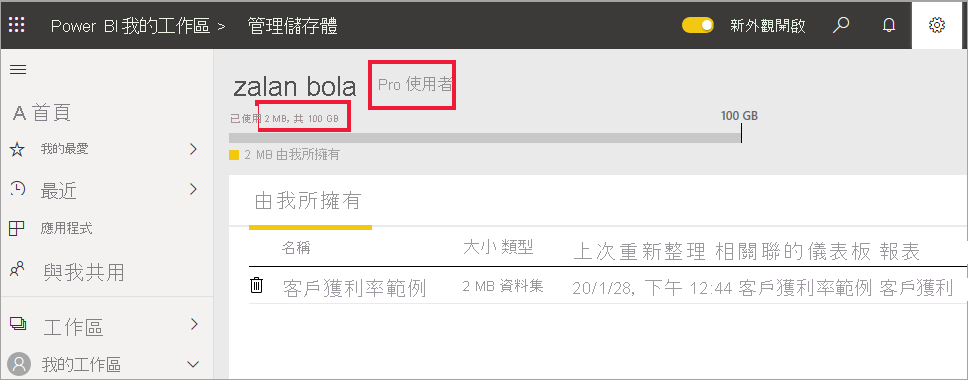 Power BI 我的工作區 > 管理儲存體 新外觀開啟
zalan bola Pro 使用者
已使用 2 MB, 共 100 GB
100 GB
2 MB 由我所擁有
A 首頁
我的最愛
最近
應用程式
與我共用
工作區
我的工作區
由我所擁有
名稱 大小 類型 上次重新整理 相關聯的儀表板 報表
客戶獲利率範例 2 MB 資料集 20/1/28, 下午 12:44 客戶獲利率範例 客戶獲利